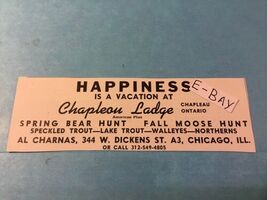 HAPPINESS
E-BAY!
IS A VACATION AT
Chapleau Lodge
CHAPLEAU
ONTARIO
American Plan
SPRING BEAR HUNT FALL MOOSE HUNT
SPECKLED TROUT—LAKE TROUT—WALLEYES—NORTHERNS
AL CHARNAS, 344 W. DICKENS ST. A3, CHICAGO, ILL.
OR CALL 312-549-4805